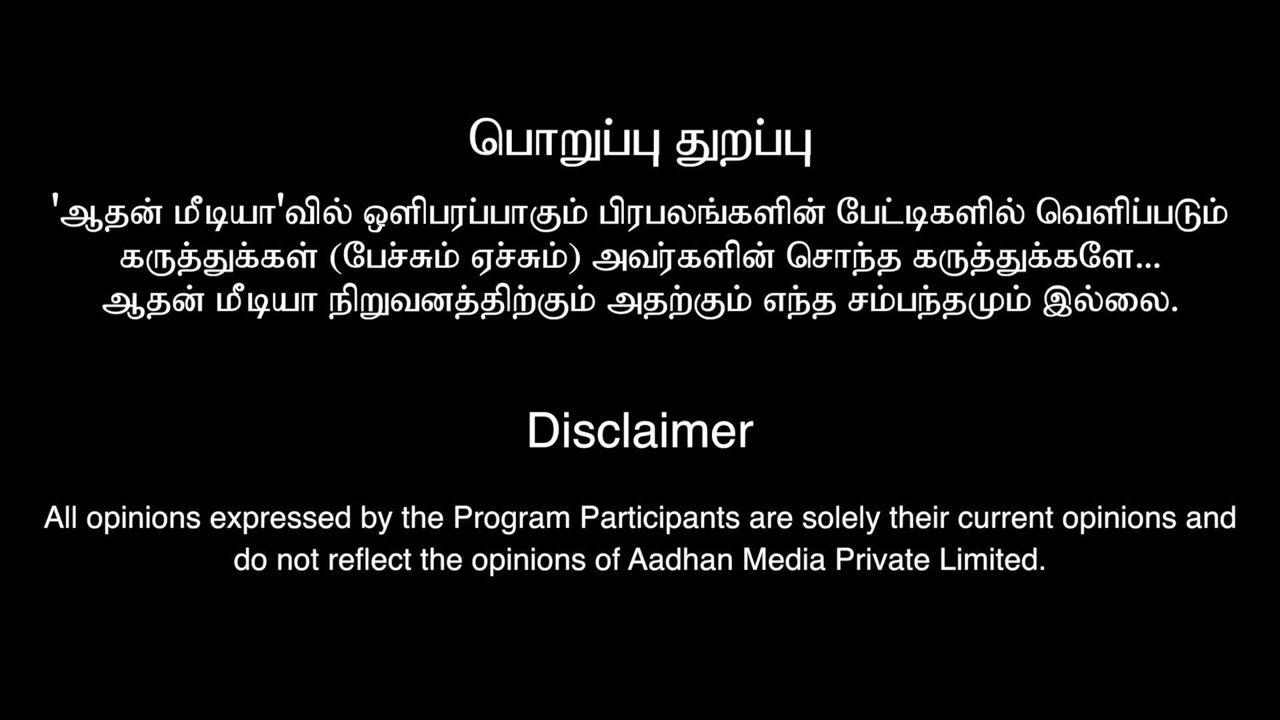 பொறுப்பு துறப்பு
'ஆதன் மீடியா'வில் ஒளிபரப்பாகும் பிரபலங்களின் பேட்டிகளில் வெளிப்படும்
கருத்துக்கள் (பேச்சும் ஏச்சும்) அவர்களின் சொந்த கருத்துக்களே...
ஆதன் மீடியா நிறுவனத்திற்கும் அதற்கும் எந்த சம்பந்தமும் இல்லை.
Disclaimer
All opinions expressed by the Program Participants are solely their current opinions and
do not reflect the opinions of Aadhan Media Private Limited.